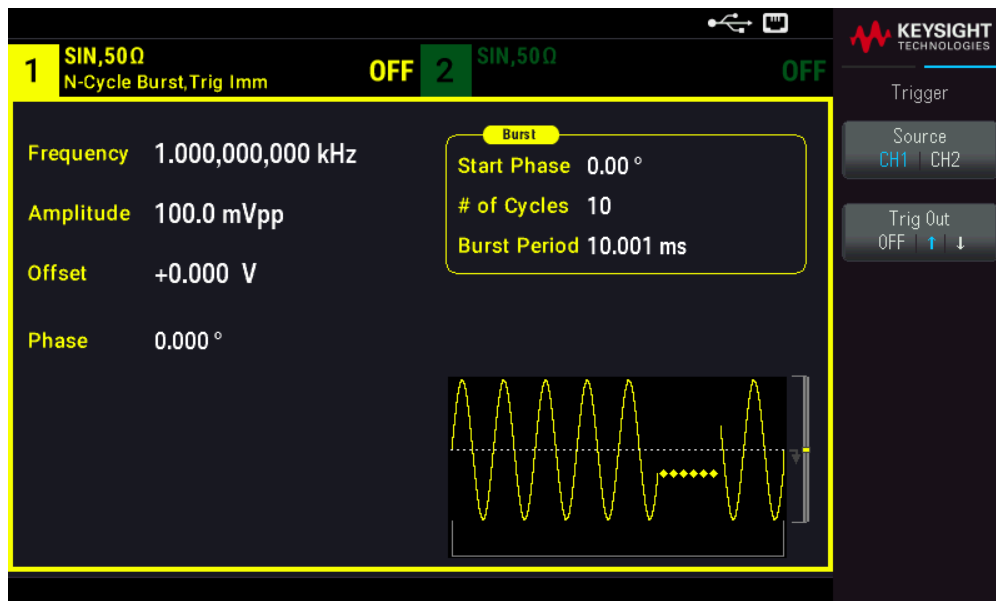 1
SIN,50Ω
N-Cycle Burst,Trig Imm
OFF
2
SIN,50Ω
OFF
Frequency 1.000,000,000 kHz
Amplitude 100.0 mVpp
Offset +0.000 V
Phase 0.000 °
Burst
Start Phase 0.00 °
# of Cycles 10
Burst Period 10.001 ms
KEYSIGHT
TECHNOLOGIES
Trigger
Source
CH1 | CH2
Trig Out
OFF | ↑ | ↓